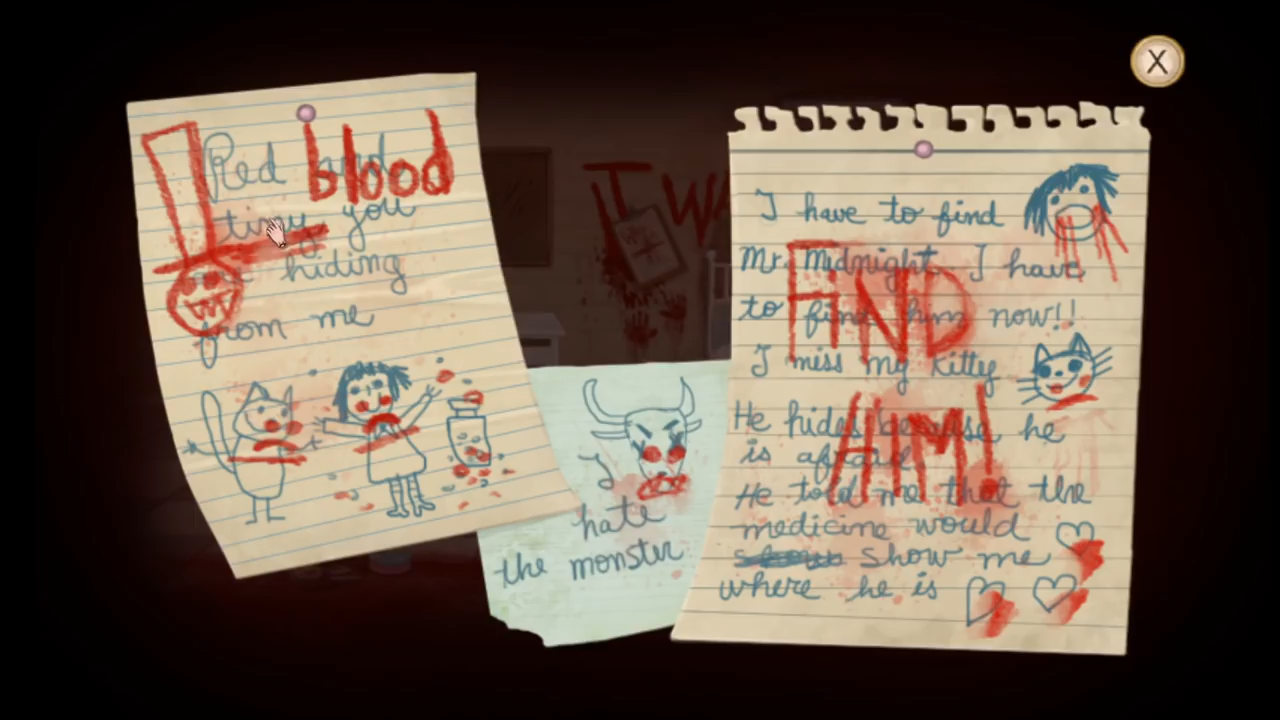 Red and
blood
tiny you
are hiding
from me
I
hate
the monster
I have to find
Mr. Midnight I have
to find him now!!
I miss my kitty
He hides because he
is afraid
He told me that the
medicine would
show me
where he is
FIND
HIM!
I WA
X